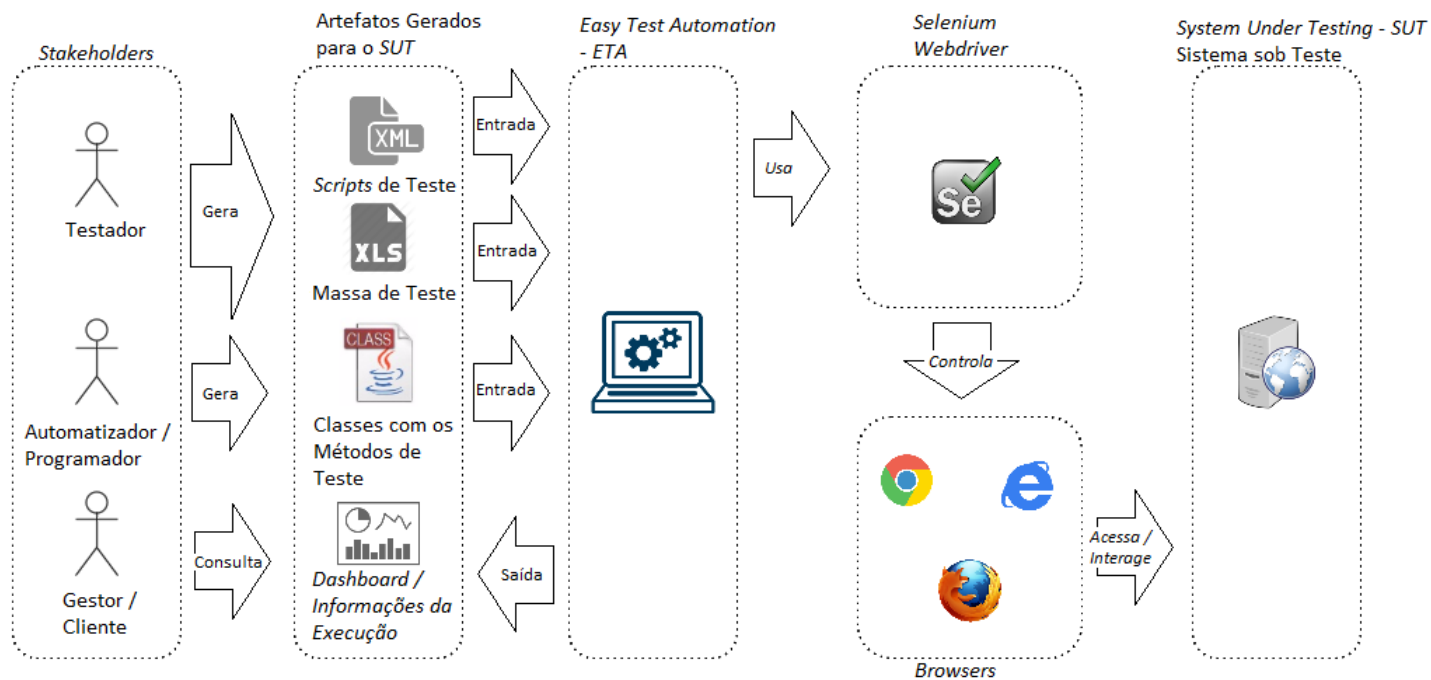 Stakeholders
Testador
Automatizador /
Programador
Gestor /
Cliente
Gera
Gera
Consulta
Artefatos Gerados
para o SUT
XML
Scripts de Teste
XLS
Massa de Teste
CLASS
Classes com os
Métodos de
Teste
Dashboard /
Informações da
Execução
Entrada
Entrada
Entrada
Saída
Easy Test Automation
- ETA
Usa
Selenium
Webdriver
Se
Controla
Browsers
Acessa /
Interage
System Under Testing - SUT
Sistema sob Teste